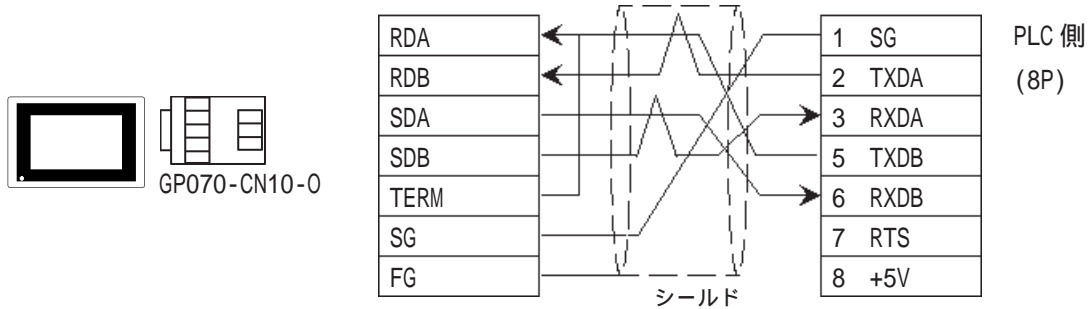 GP070-CN10-0
RDA
RDB
SDA
SDB
TERM
SG
FG
シールド
1 SG
2 TXDA
3 RXDA
5 TXDB
6 RXDB
7 RTS
8 +5V
PLC 側
(8P)